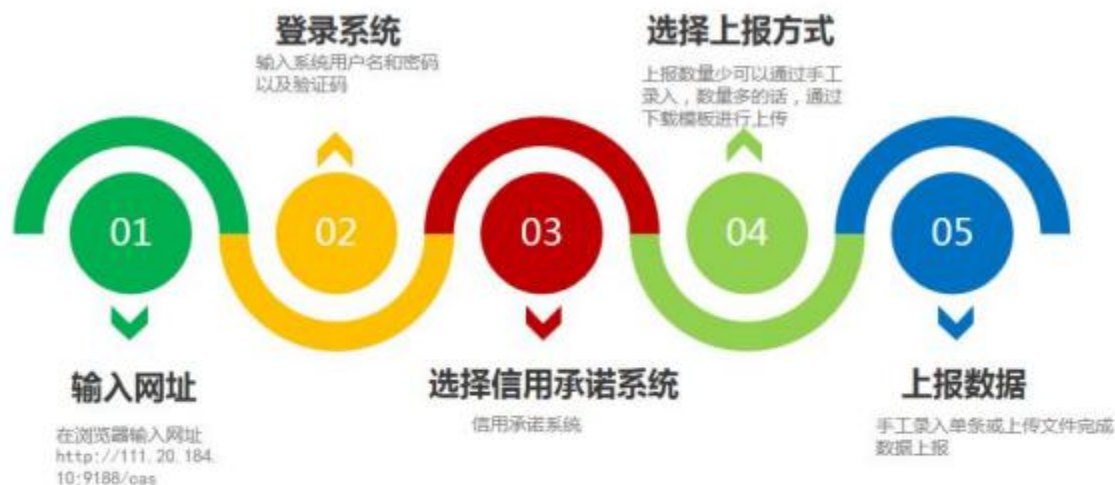 01
输入网址
在浏览器输入网址
http://111.20.184.
10:9188/cas
02
登录系统
输入系统用户名和密码
以及验证码
03
选择信用承诺系统
信用承诺系统
04
选择上报方式
上报数量少可以通过手工
录入，数量多的话，通过
下载模板进行上传
05
上报数据
手工录入单条或上传文件完成
数据上报